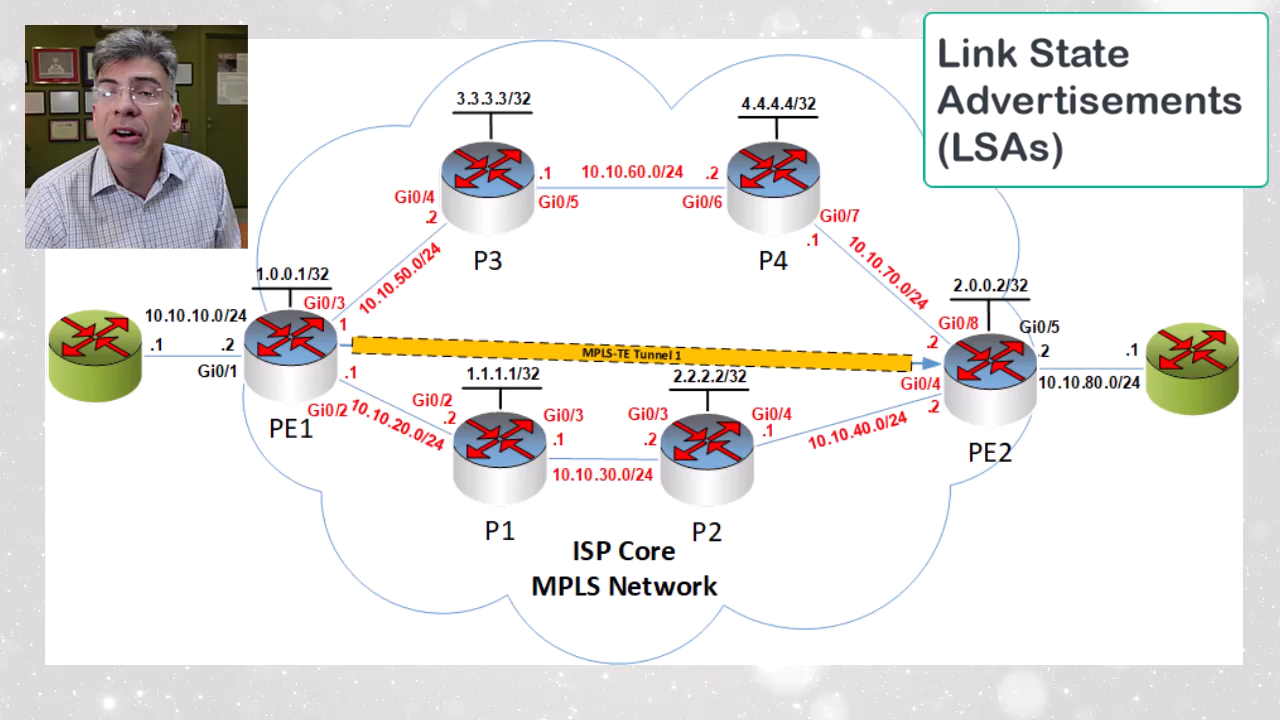 Link State
Advertisements
(LSAs)
3.3.3.3/32
4.4.4.4/32
.1
10.10.60.0/24
.2
Gi0/4
.2
Gi0/5
Gi0/6
Gi0/7
.1
P3
P4
10.10.50.0/24
10.10.70.0/24
1.0.0.1/32
2.0.0.2/32
Gi0/3
.1
10.10.10.0/24
.1
.2
Gi0/1
Gi0/8
.2
Gi0/5
.2
.1
10.10.80.0/24
MPLS-TE Tunnel 1
.1
Gi0/2
10.10.20.0/24
PE1
1.1.1.1/32
2.2.2.2/32
Gi0/4
.2
Gi0/2
.2
Gi0/3
.1
Gi0/3
.2
Gi0/4
.1
10.10.40.0/24
PE2
10.10.30.0/24
P1
P2
ISP Core
MPLS Network